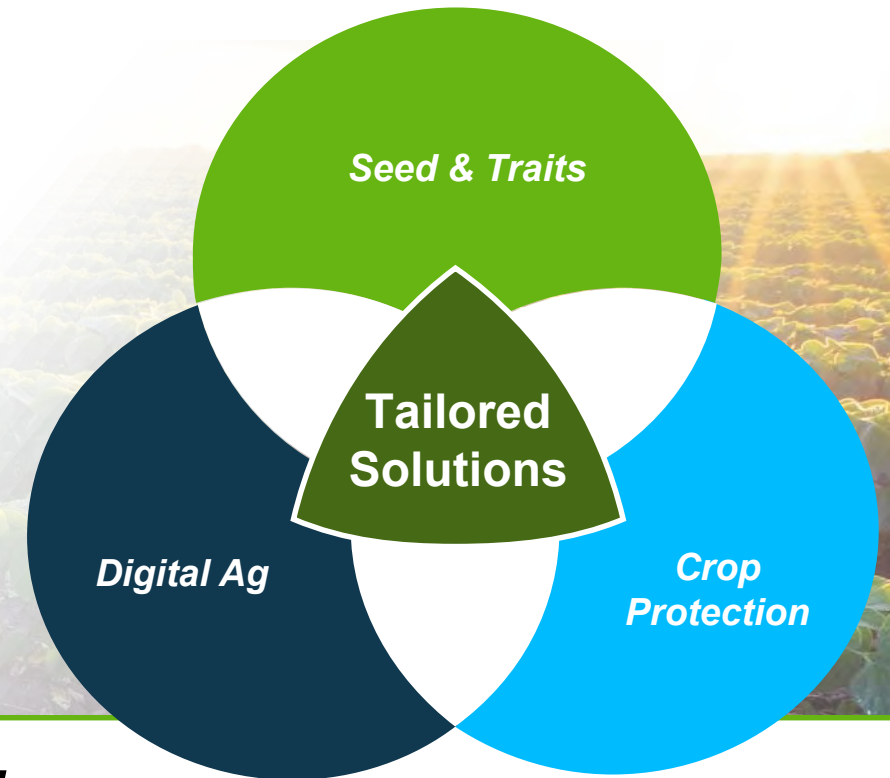 Seed & Traits
Tailored
Solutions
Digital Ag
Crop
Protection